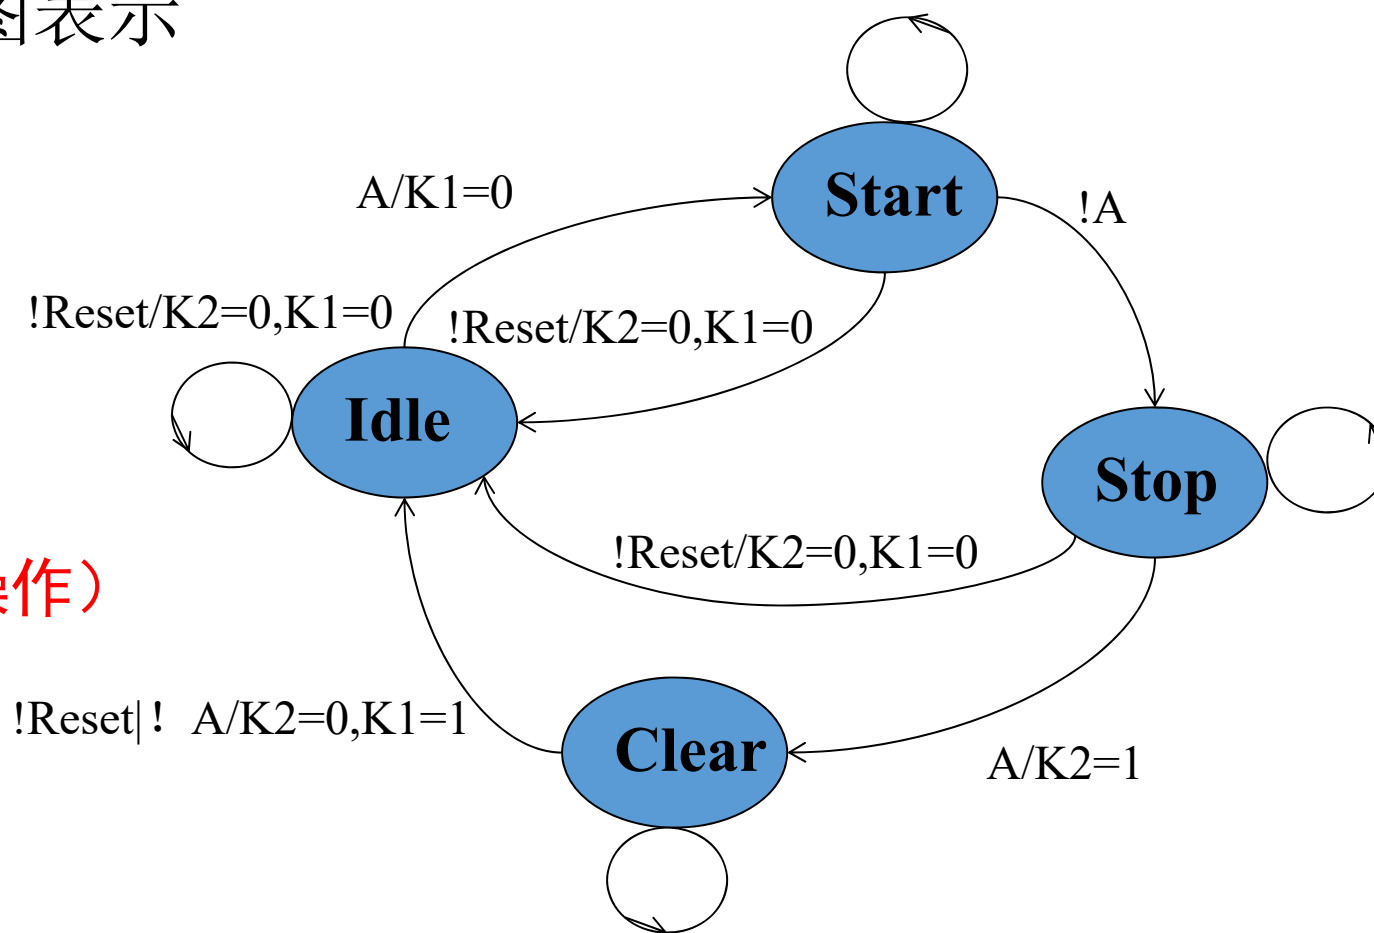 图表示
Start
A/K1=0
!A
!Reset/K2=0,K1=0
!Reset/K2=0,K1=0
Idle
Stop
!Reset/K2=0,K1=0
操作）
!Reset|！ A/K2=0,K1=1
Clear
A/K2=1